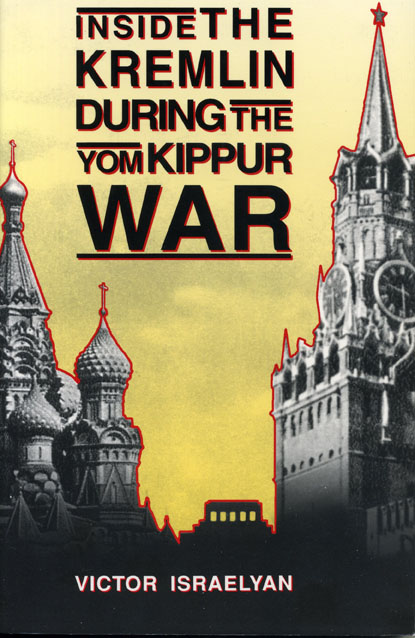 INSIDE THE
KREMLIN
DURING THE
YOM KIPPUR
WAR
VICTOR ISRAELYAN